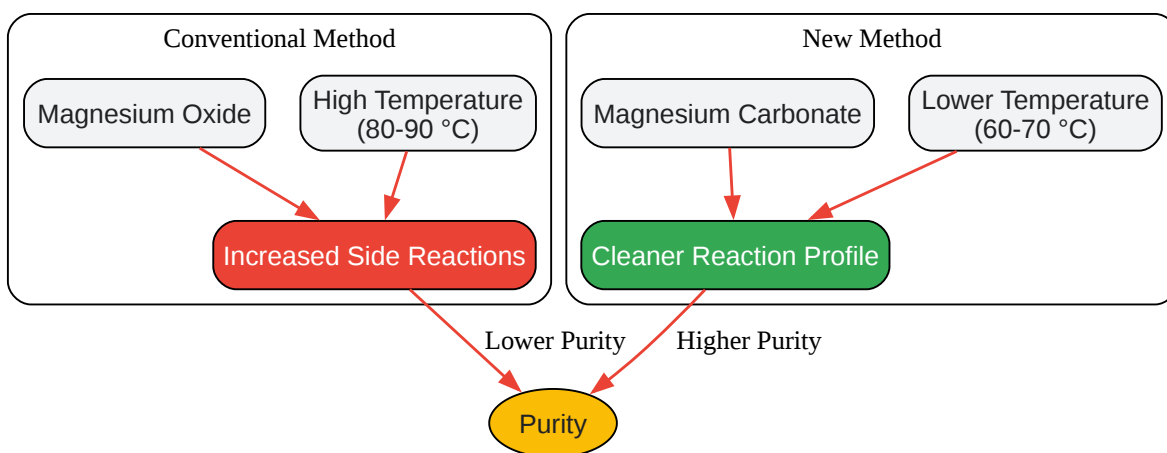 Conventional Method
New Method
Magnesium Oxide
High Temperature
(80-90 °C)
Magnesium Carbonate
Lower Temperature
(60-70 °C)
Increased Side Reactions
Cleaner Reaction Profile
Lower Purity
Higher Purity
Purity